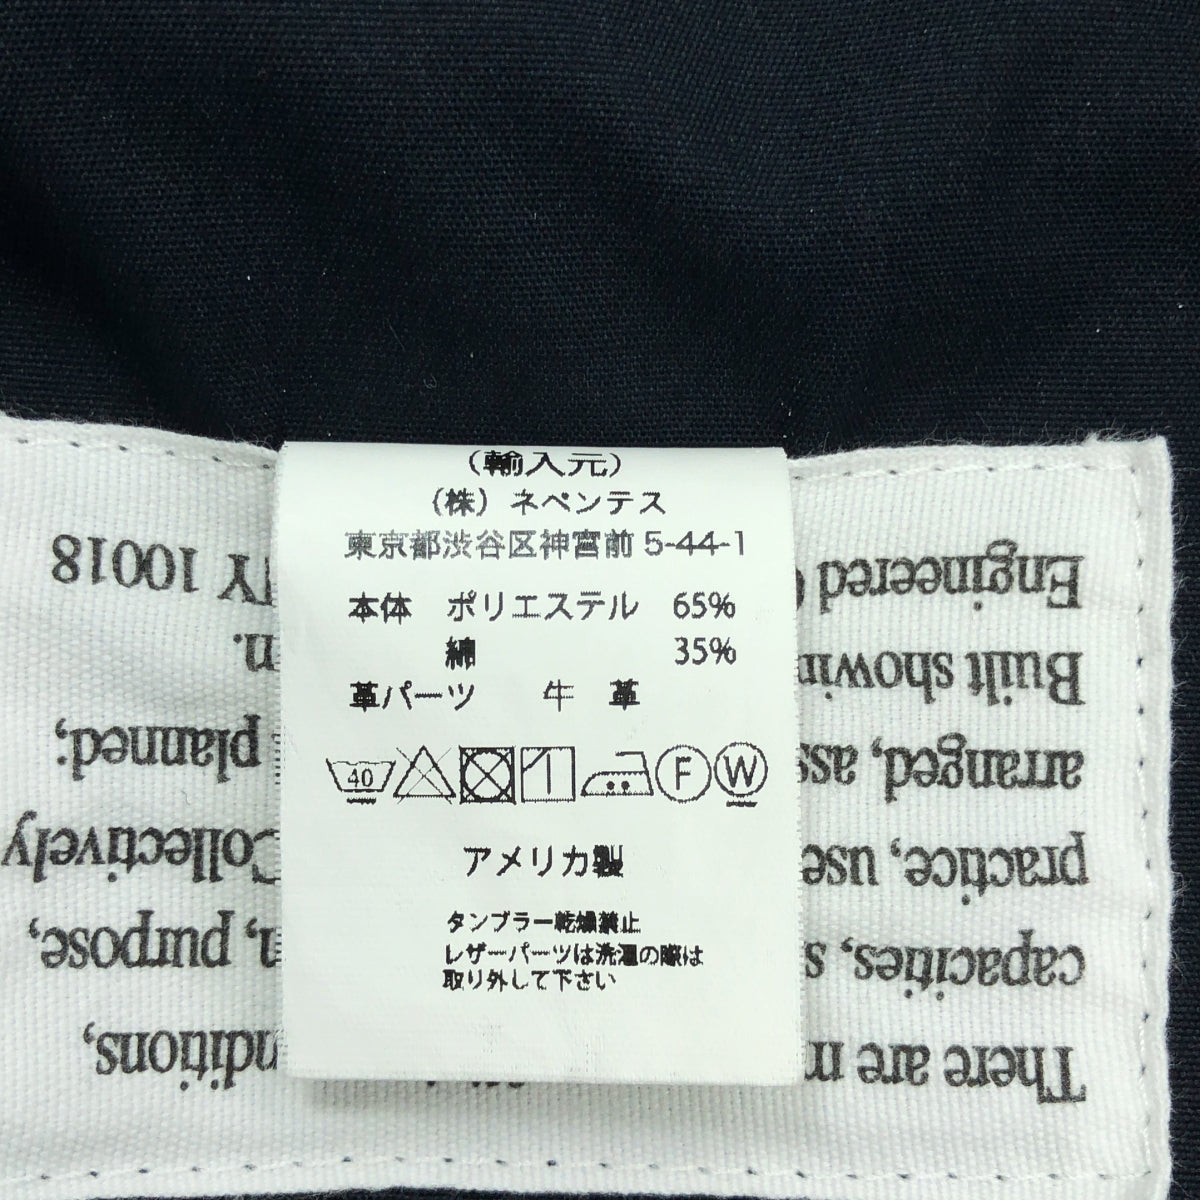 (輸入元)
(株) ネペンテス
東京都渋谷区神宮前 5-44-1
本体 ポリエステル 65%
綿 35%
革パーツ 牛 革
40 F W
アメリカ製
タンブラー乾燥禁止
レザーパーツは洗濯の際は
取り外して下さい
There are nditions,
capacities, purpose,
practice, Collectively
arranged, planned;
Built
Engineered NY 10018